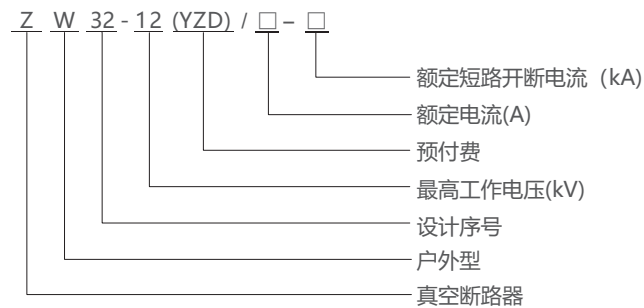 Z W 32 - 12 (YZD) / □ – □
额定短路开断电流 (kA)
额定电流(A)
预付费
最高工作电压(kV)
设计序号
户外型
真空断路器